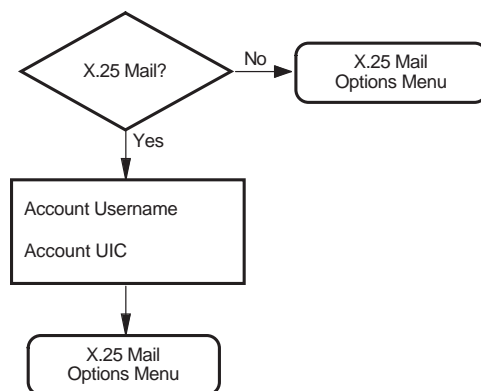 X.25 Mail?
No
X.25 Mail
Options Menu
Yes
Account Username
Account UIC
X.25 Mail
Options Menu